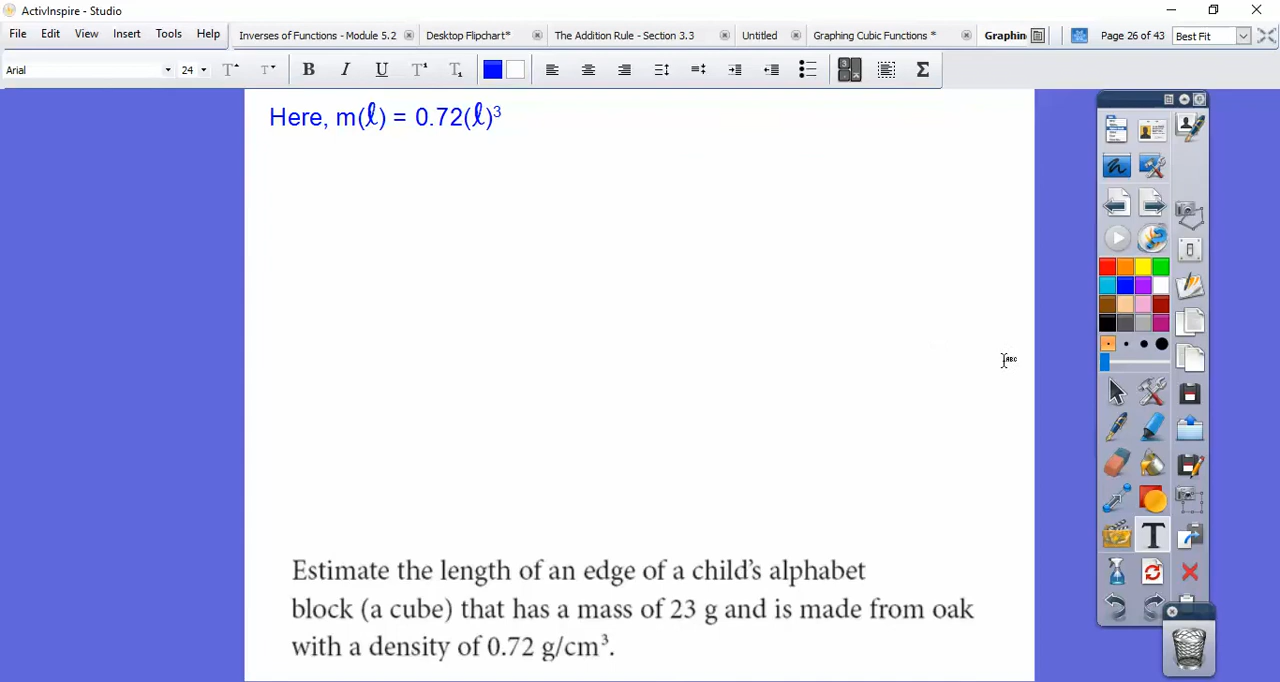 ActivInspire - Studio
File Edit View Insert Tools Help
Inverses of Functions - Module 5.2
Desktop Flipchart*
The Addition Rule - Section 3.3
Untitled
Graphing Cubic Functions *
Graphin
Page 26 of 43
Best Fit
Arial
24
Here, m(ℓ) = 0.72(ℓ)³
ABC
Estimate the length of an edge of a child’s alphabet
block (a cube) that has a mass of 23 g and is made from oak
with a density of 0.72 g/cm³.